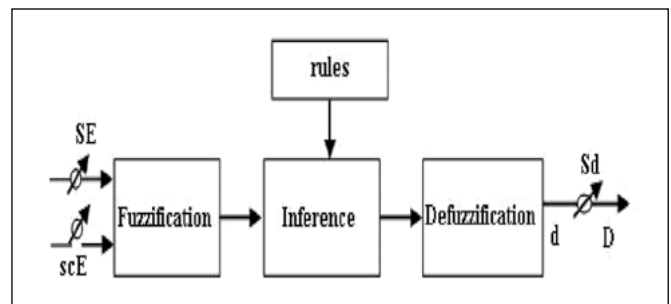 rules
SE
Sd
Fuzzification
Inference
Defuzzification
d
D
scE